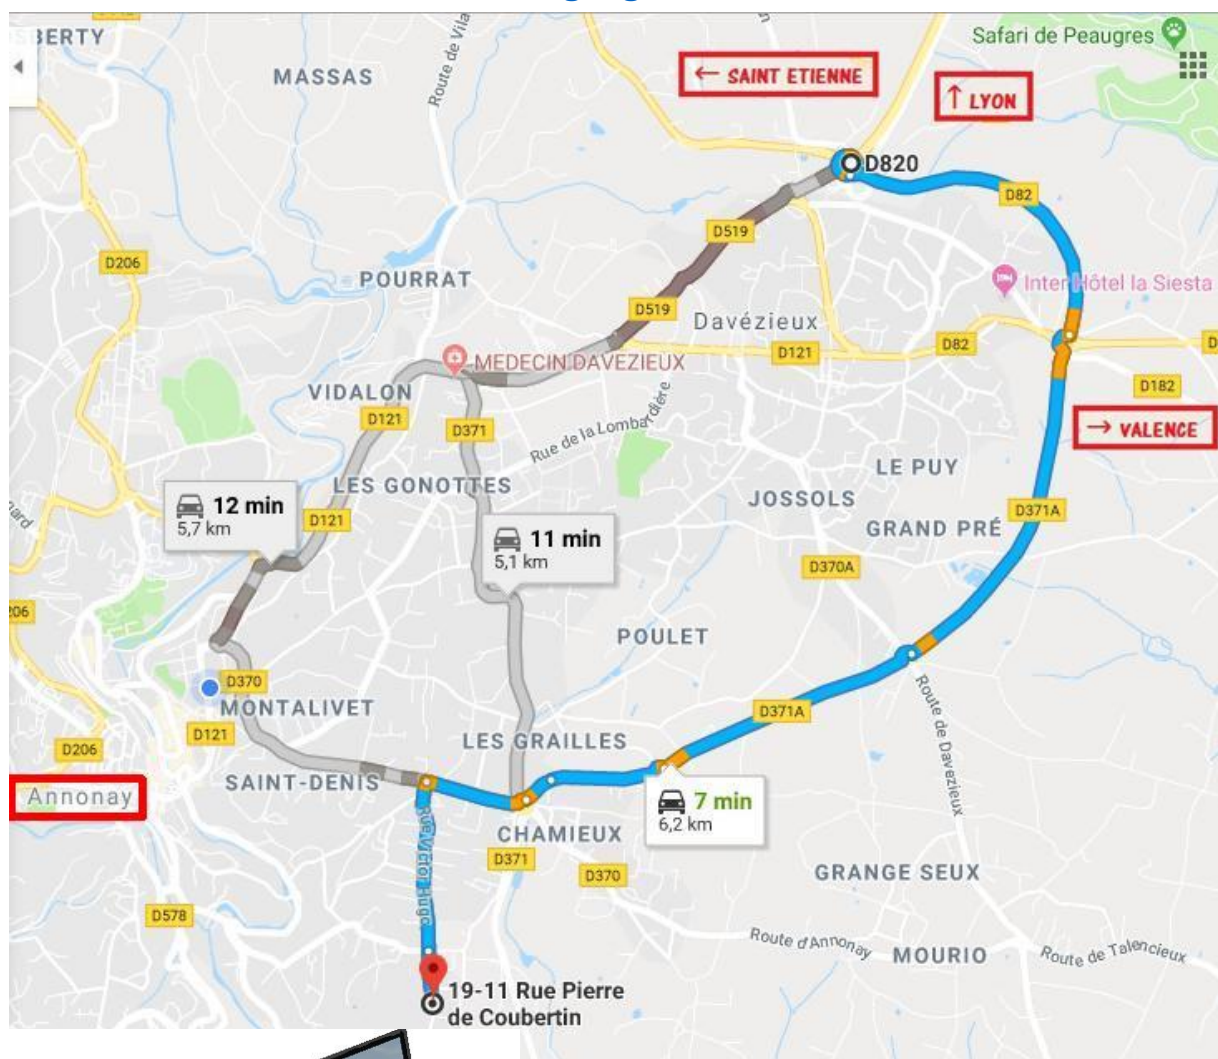 Safari de Peaugres
MASSAS
Route de Vila
← SAINT ETIENNE
↑ LYON
D820
D82
D519
D206
POURRAT
Inter Hôtel la Siesta
D519
Davézieux
D82
D121
MEDECIN DAVEZIEUX
D182
VIDALON
D121
D371
Rue de la Lombardière
→ VALENCE
LE PUY
LES GONOTTES
JOSSOLS
12 min
5,7 km
D121
D371A
GRAND PRÉ
11 min
5,1 km
D370A
POULET
D370
MONTALIVET
D371A
Route de Davezieux
D121
D206
LES GRAILLES
SAINT-DENIS
Annonay
7 min
6,2 km
CHAMIEUX
Rue Victor Hugo
D371
D370
GRANGE SEUX
D578
Route d'Annonay
MOURIO
Route de Talencieux
19-11 Rue Pierre
de Coubertin